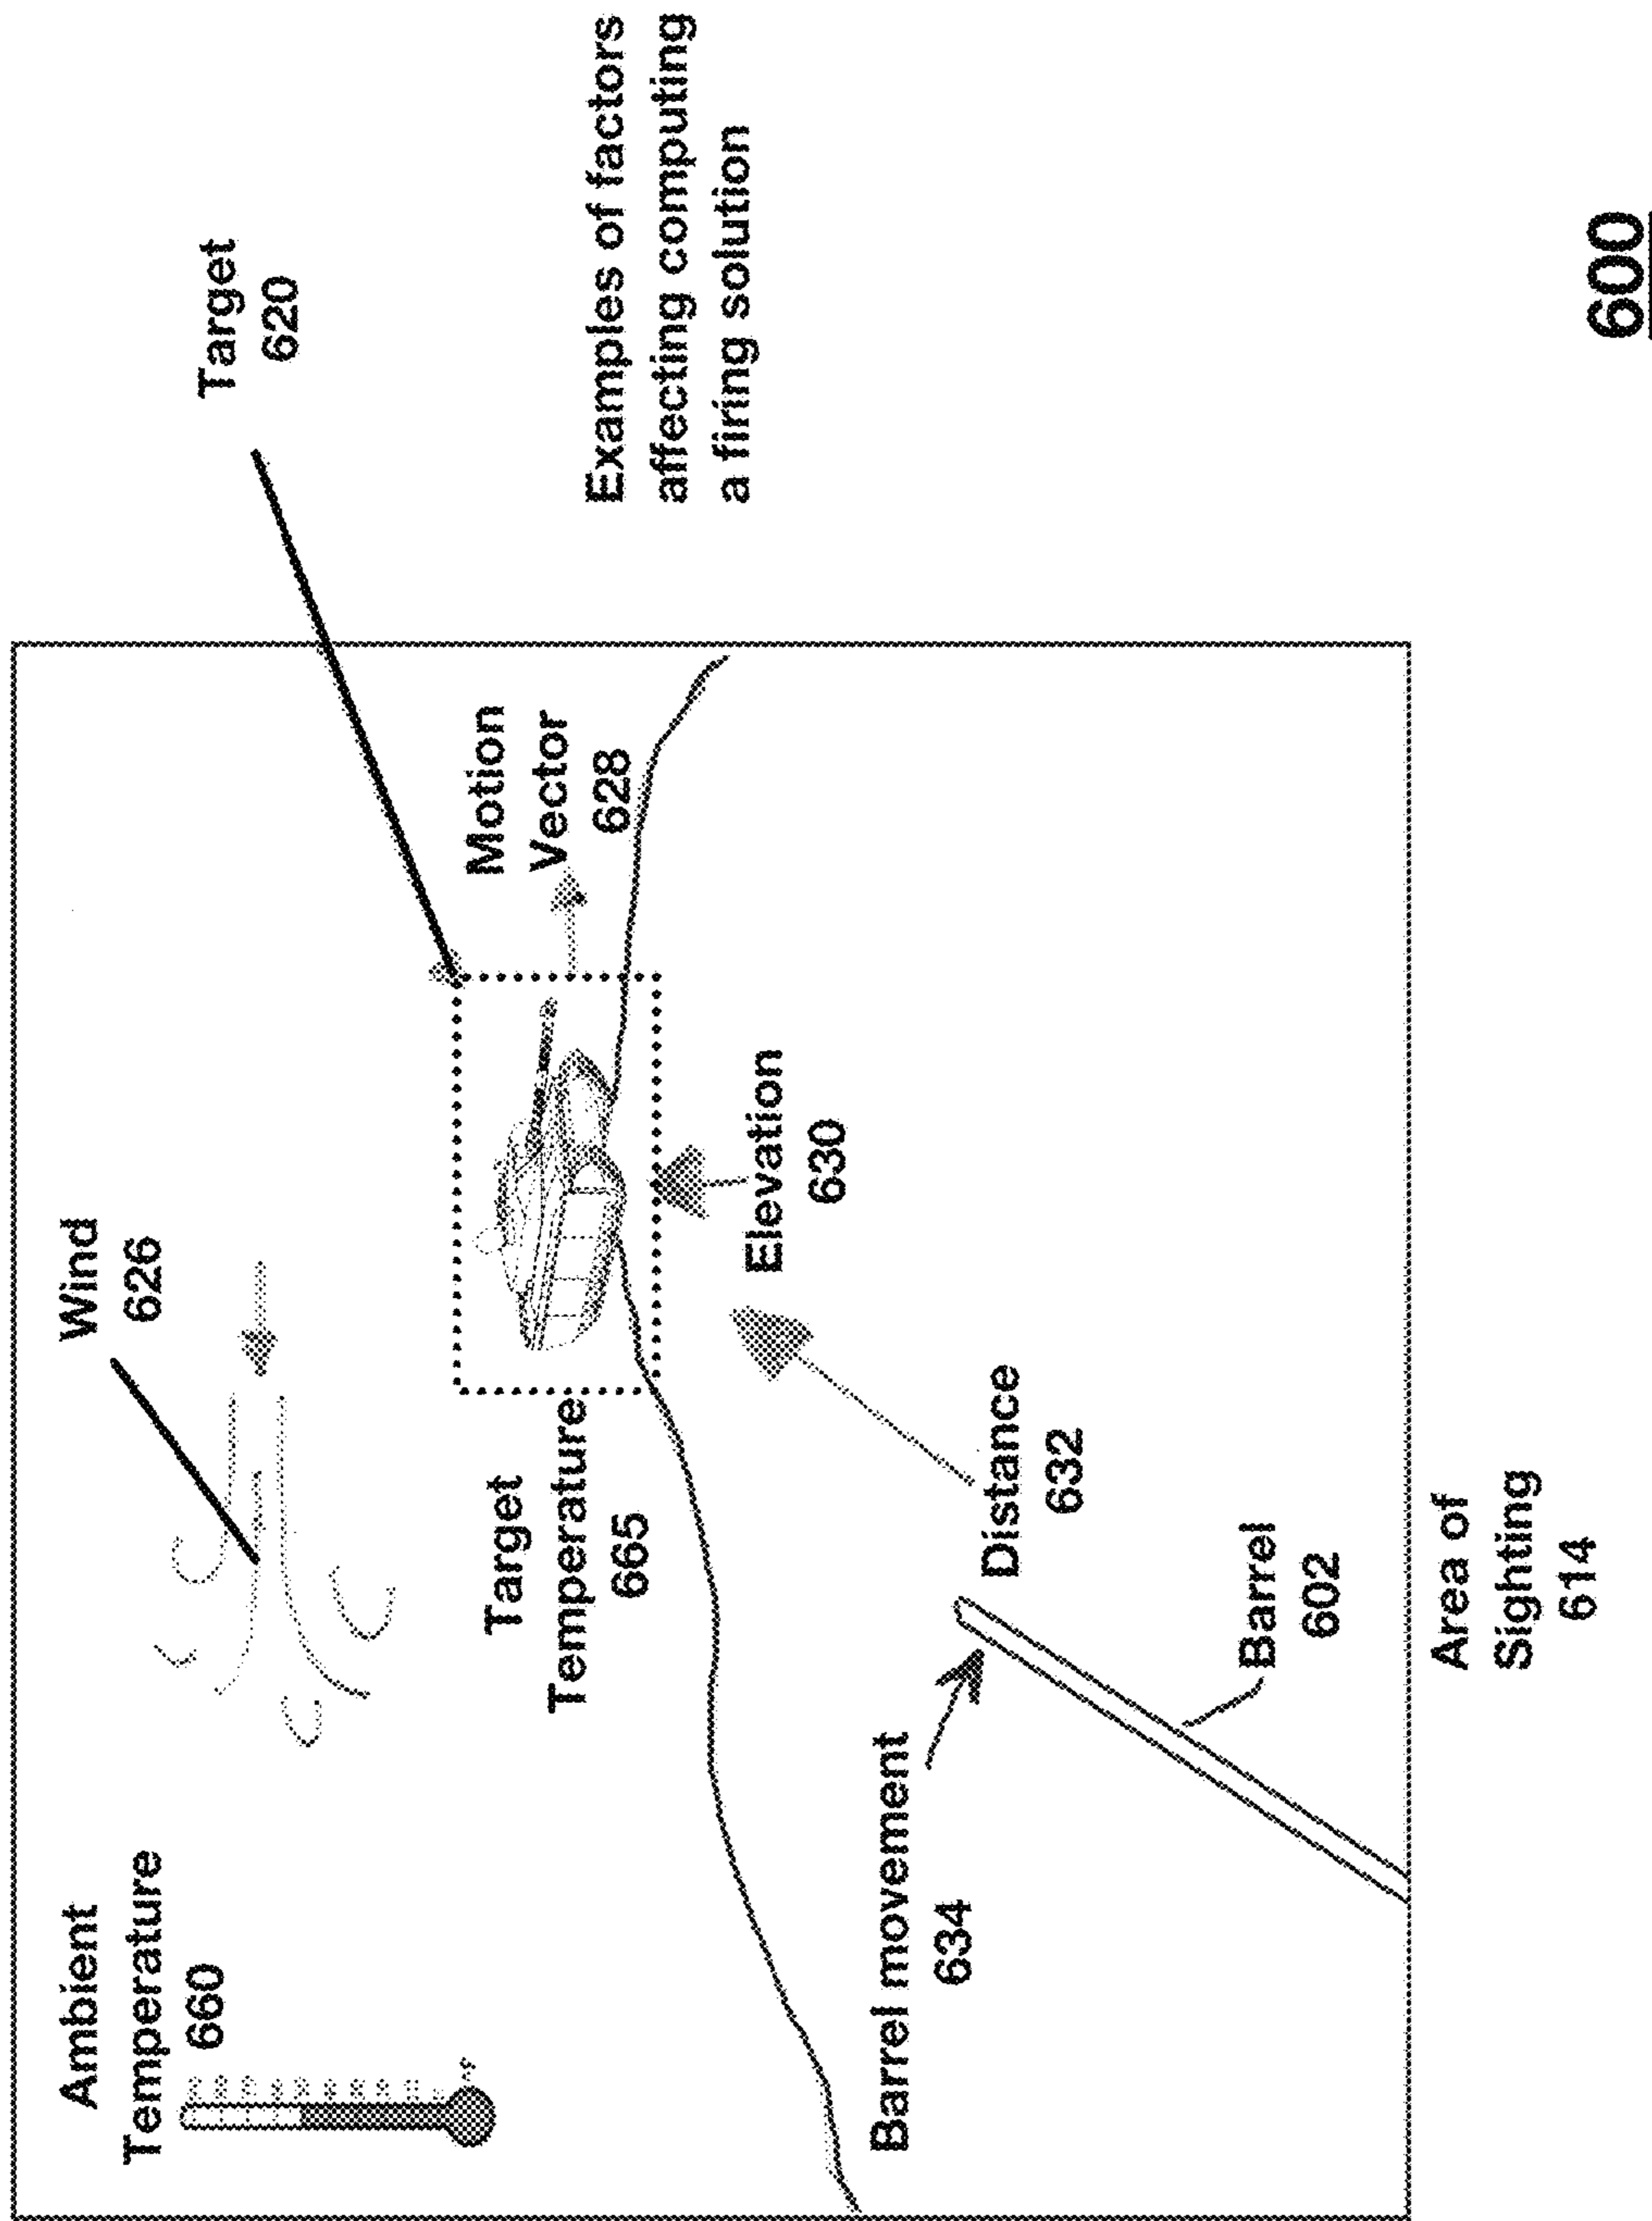 Ambient
Temperature
660
Wind
626
Target
620
Target
Temperature
665
Motion
Vector
628
Examples of factors
affecting computing
a firing solution
Elevation
630
Barrel movement
634
Distance
632
Barrel
602
Area of
Sighting
614
600